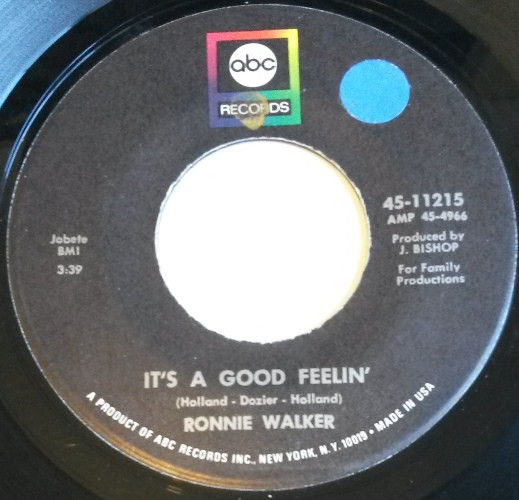 abc
RECORDS
45-11215
AMP 45-4966
Jobete
BMI
3:39
Produced by
J. BISHOP
For Family
Productions
IT'S A GOOD FEELIN'
(Holland - Dozier - Holland)
RONNIE WALKER
A PRODUCT OF ABC RECORDS INC., NEW YORK, N.Y. 10019 • MADE IN USA